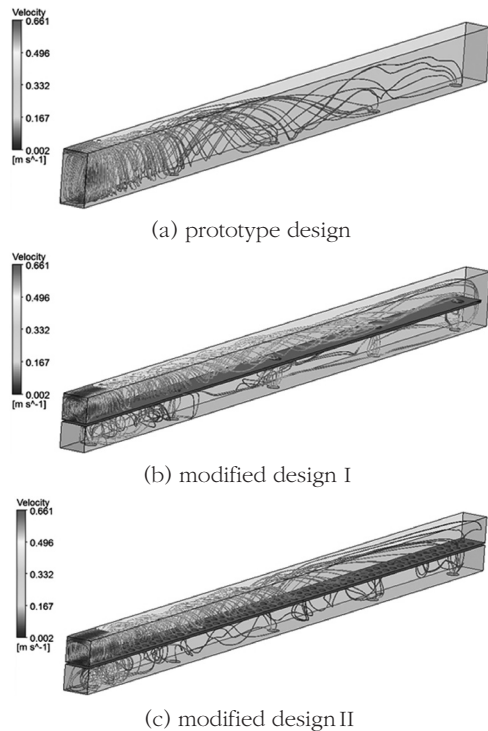 Velocity
0.661
0.496
0.332
0.167
0.002
[m s^-1]
(a) prototype design
Velocity
0.661
0.496
0.332
0.167
0.002
[m s^-1]
(b) modified design I
Velocity
0.661
0.496
0.332
0.167
0.002
[m s^-1]
(c) modified design II